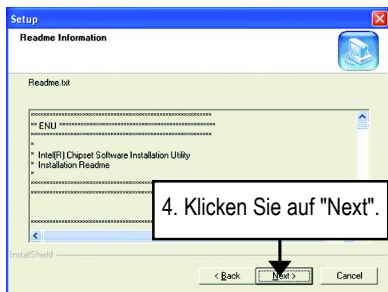 Setup
Readme Information
Readme.txt
** ENU **********************************************
* Intel(R) Chipset Software Installation Utility
* Installation Readme
*
4. Klicken Sie auf "Next".
InstallShield
< Back
Next >
Cancel